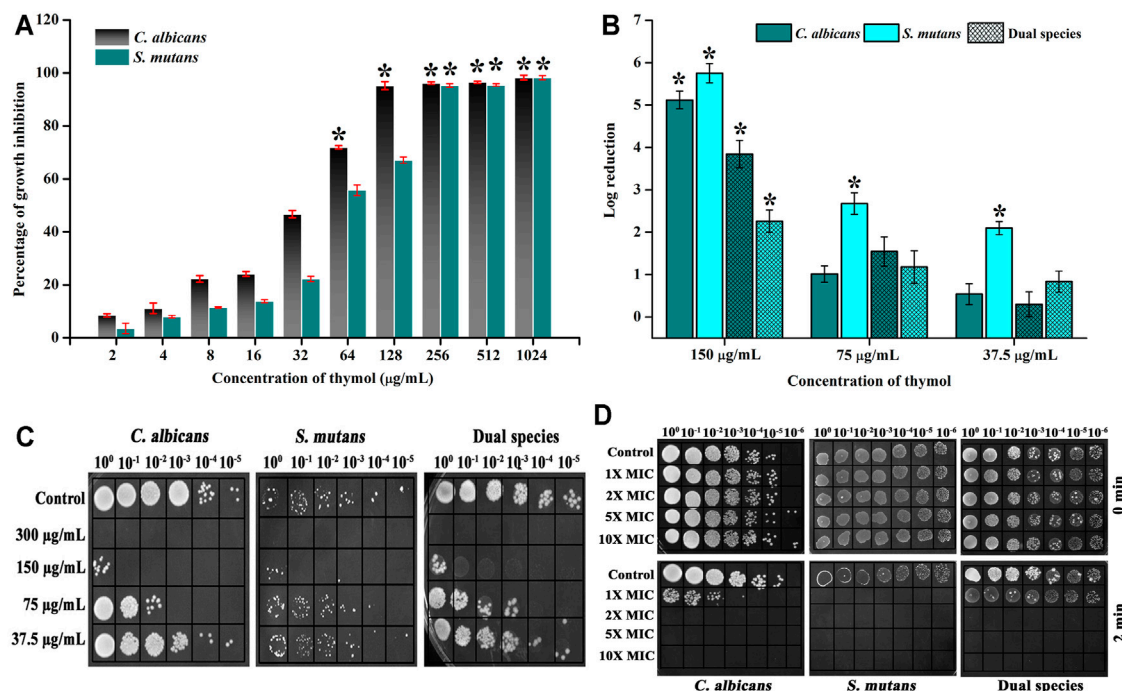 A
C. albicans
S. mutans
Percentage of growth inhibition
120
100
80
60
40
20
0
* * * * * * * *
2 4 8 16 32 64 128 256 512 1024
Concentration of thymol (µg/mL)
B
C. albicans S. mutans Dual species
Log reduction
7
6
5
4
3
2
1
0
* * * * * *
150 µg/mL 75 µg/mL 37.5 µg/mL
Concentration of thymol
C
C. albicans S. mutans Dual species
10⁰ 10⁻¹ 10⁻² 10⁻³ 10⁻⁴ 10⁻⁵ 10⁰ 10⁻¹ 10⁻² 10⁻³ 10⁻⁴ 10⁻⁵ 10⁰ 10⁻¹ 10⁻² 10⁻³ 10⁻⁴ 10⁻⁵
Control
300 µg/mL
150 µg/mL
75 µg/mL
37.5 µg/mL
D
10⁰ 10⁻¹ 10⁻² 10⁻³ 10⁻⁴ 10⁻⁵ 10⁻⁶ 10⁰ 10⁻¹ 10⁻² 10⁻³ 10⁻⁴ 10⁻⁵ 10⁻⁶ 10⁰ 10⁻¹ 10⁻² 10⁻³ 10⁻⁴ 10⁻⁵ 10⁻⁶
Control
1X MIC
2X MIC
5X MIC
10X MIC
0 min
Control
1X MIC
2X MIC
5X MIC
10X MIC
2 min
C. albicans S. mutans Dual species